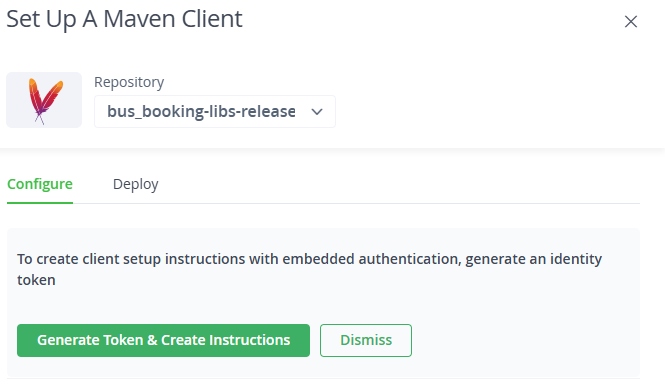 Set Up A Maven Client
Repository
bus_booking-libs-release
Configure
Deploy
To create client setup instructions with embedded authentication, generate an identity
token
Generate Token & Create Instructions
Dismiss